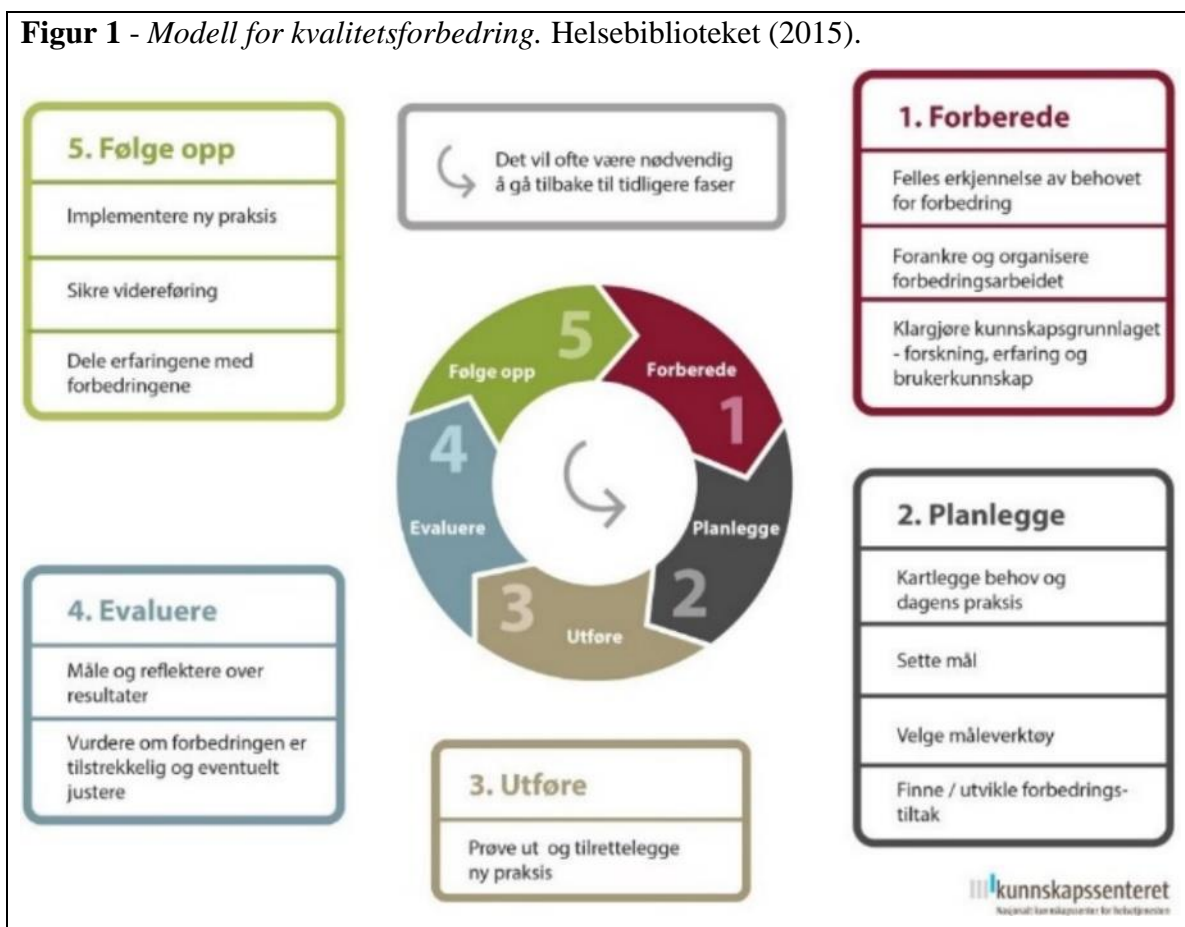 Figur 1 - Modell for kvalitetsforbedring. Helsebiblioteket (2015).
5. Følge opp
Implementere ny praksis
Sikre videreføring
Dele erfaringene med
forbedringene
Det vil ofte være nødvendig
å gå tilbake til tidligere faser
1. Forberede
Felles erkjennelse av behovet
for forbedring
Forankre og organisere
forbedringsarbeidet
Klargjøre kunnskapsgrunnlaget
- forskning, erfaring og
brukerkunnskap
5
Følge opp
Forberede
1
4
Evaluere
Planlegge
2
3
Utføre
2. Planlegge
Kartlegge behov og
dagens praksis
Sette mål
Velge måleverktøy
Finne / utvikle forbedrings-
tiltak
4. Evaluere
Måle og reflektere over
resultater
Vurdere om forbedringen er
tilstrekkelig og eventuelt
justere
3. Utføre
Prøve ut og tilrettelegge
ny praksis
kunnskapssenteret
Nasjonalt kunnskapssenter for helsetjenesten